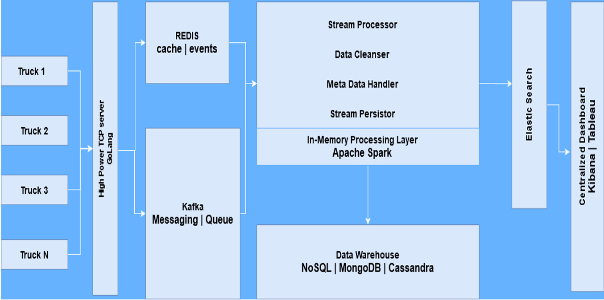 Truck 1
Truck 2
Truck 3
Truck N
High Power TCP server
GoLang
REDIS
cache | events
Kafka
Messaging | Queue
Stream Processor
Data Cleanser
Meta Data Handler
Stream Persistor
In-Memory Processing Layer
Apache Spark
Data Warehouse
NoSQL | MongoDB | Cassandra
Elastic Search
Centralized Dashboard
Kibana | Tableau